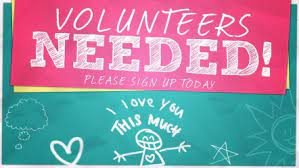 VOLUNTEERS
NEEDED!
PLEASE SIGN UP TODAY
I love You
THIS MUCH